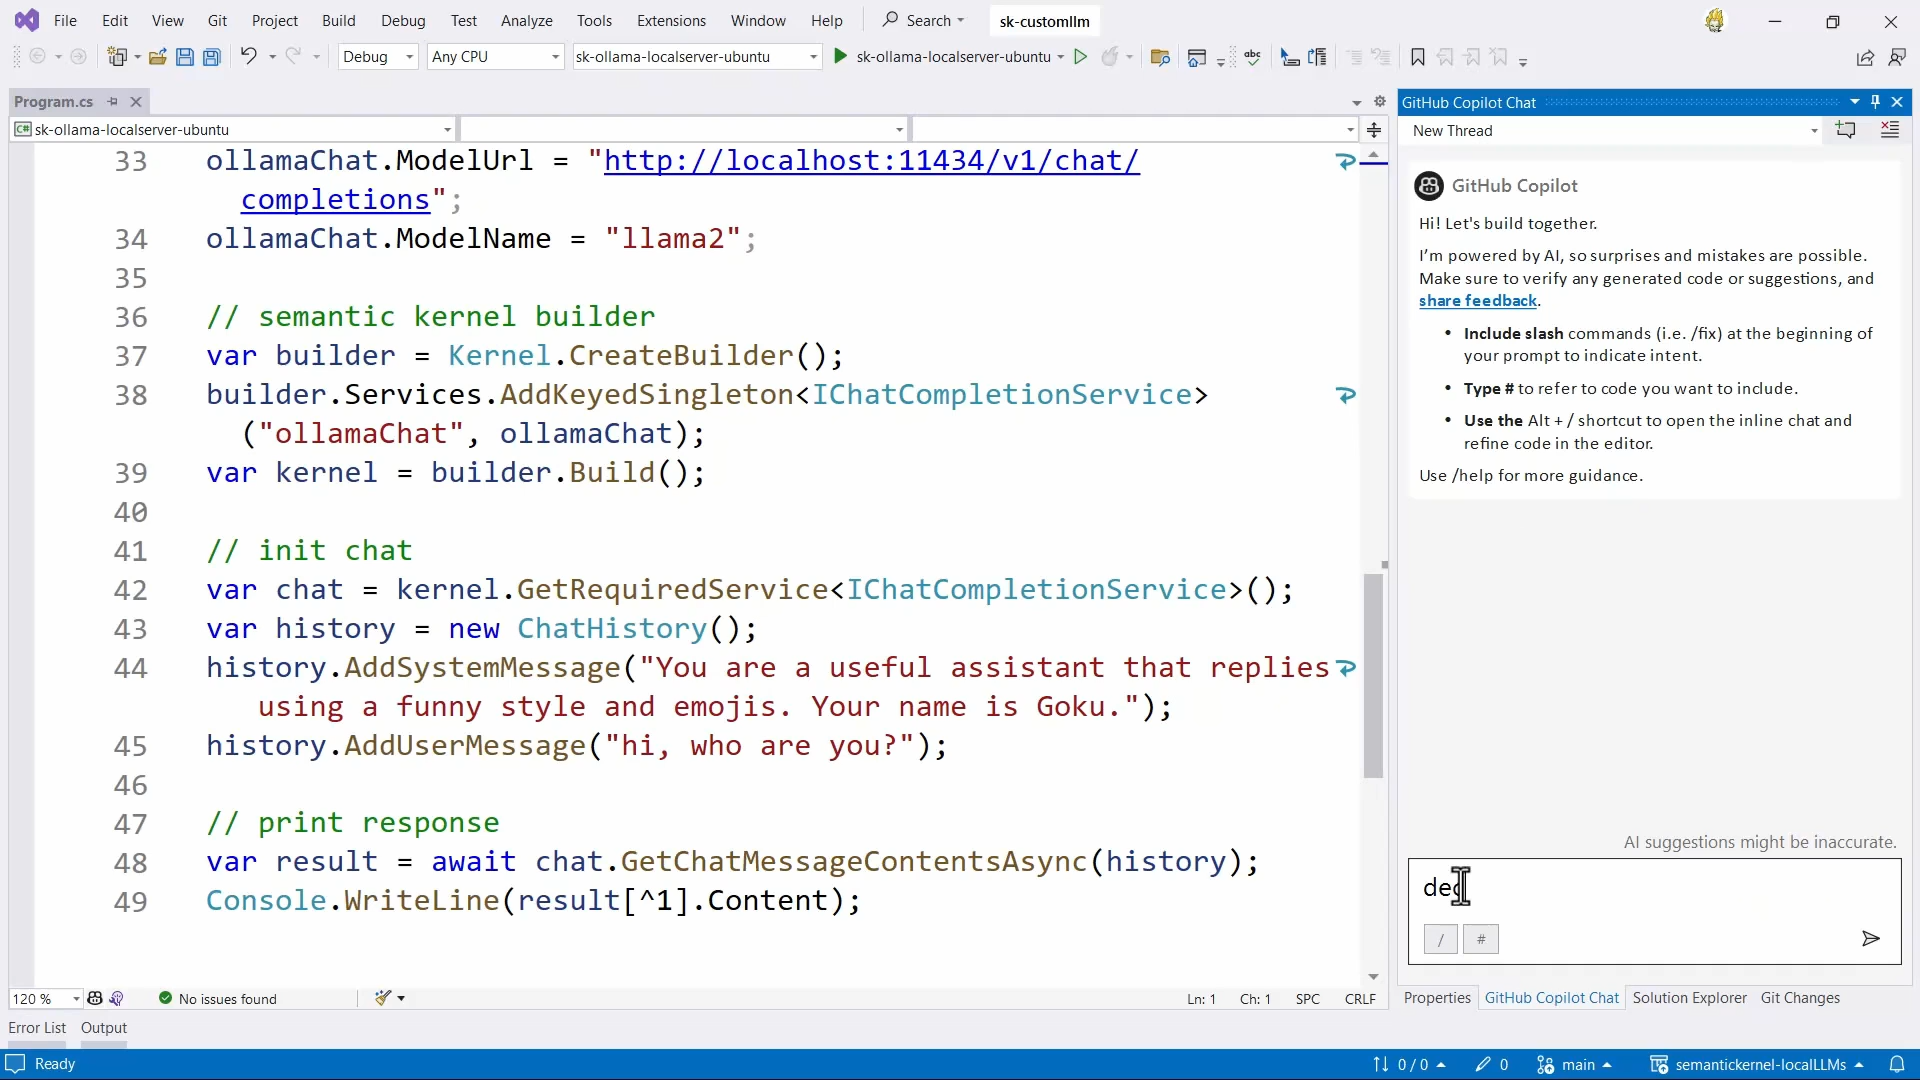 File Edit View Git Project Build Debug Test Analyze Tools Extensions Window Help Search sk-customllm
Debug Any CPU sk-ollama-localserver-ubuntu sk-ollama-localserver-ubuntu abc
Program.cs
C# sk-ollama-localserver-ubuntu
33 ollamaChat.ModelUrl = "http://localhost:11434/v1/chat/
completions";
34 ollamaChat.ModelName = "llama2";
35
36 // semantic kernel builder
37 var builder = Kernel.CreateBuilder();
38 builder.Services.AddKeyedSingleton<IChatCompletionService>
("ollamaChat", ollamaChat);
39 var kernel = builder.Build();
40
41 // init chat
42 var chat = kernel.GetRequiredService<IChatCompletionService>();
43 var history = new ChatHistory();
44 history.AddSystemMessage("You are a useful assistant that replies
using a funny style and emojis. Your name is Goku.");
45 history.AddUserMessage("hi, who are you?");
46
47 // print response
48 var result = await chat.GetChatMessageContentsAsync(history);
49 Console.WriteLine(result[^1].Content);
120 % No issues found Ln: 1 Ch: 1 SPC CRLF
Error List Output
GitHub Copilot Chat
New Thread
GitHub Copilot
Hi! Let's build together.
I'm powered by AI, so surprises and mistakes are possible.
Make sure to verify any generated code or suggestions, and
share feedback.
• Include slash commands (i.e. /fix) at the beginning of
your prompt to indicate intent.
• Type # to refer to code you want to include.
• Use the Alt + / shortcut to open the inline chat and
refine code in the editor.
Use /help for more guidance.
AI suggestions might be inaccurate.
/ #
Properties GitHub Copilot Chat Solution Explorer Git Changes
Ready 0 / 0 0 main semantickernel-localLLMs